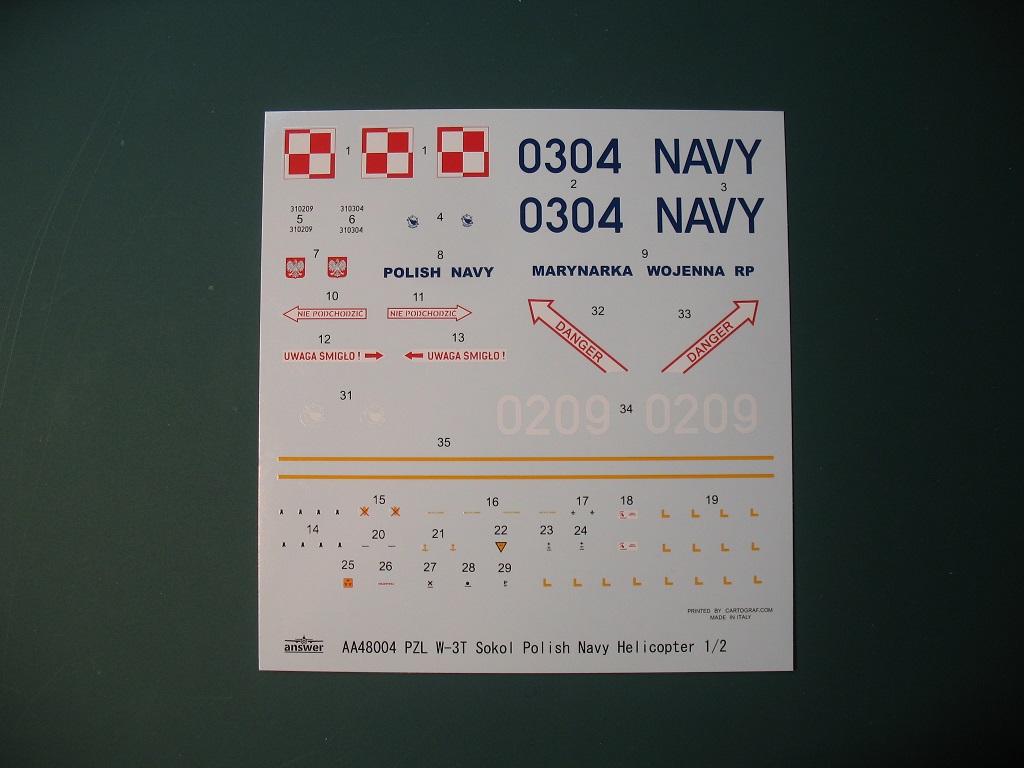 1 1
0304 NAVY
2 3
0304 NAVY
310209 310304
5 6 4
310209 310304
7 8 9
POLISH NAVY MARYNARKA WOJENNA RP
10 11 32 33
NIE PODCHODZIĆ NIE PODCHODZIĆ
DANGER DANGER
12 13
UWAGA ŚMIGŁO ! UWAGA ŚMIGŁO !
31
0209 34 0209
35
15 16 17 18 19
14 20 21 22 23 24
25 26 27 28 29
PRINTED BY CARTOGRAF.COM
MADE IN ITALY
answer AA48004 PZL W-3T Sokol Polish Navy Helicopter 1/2